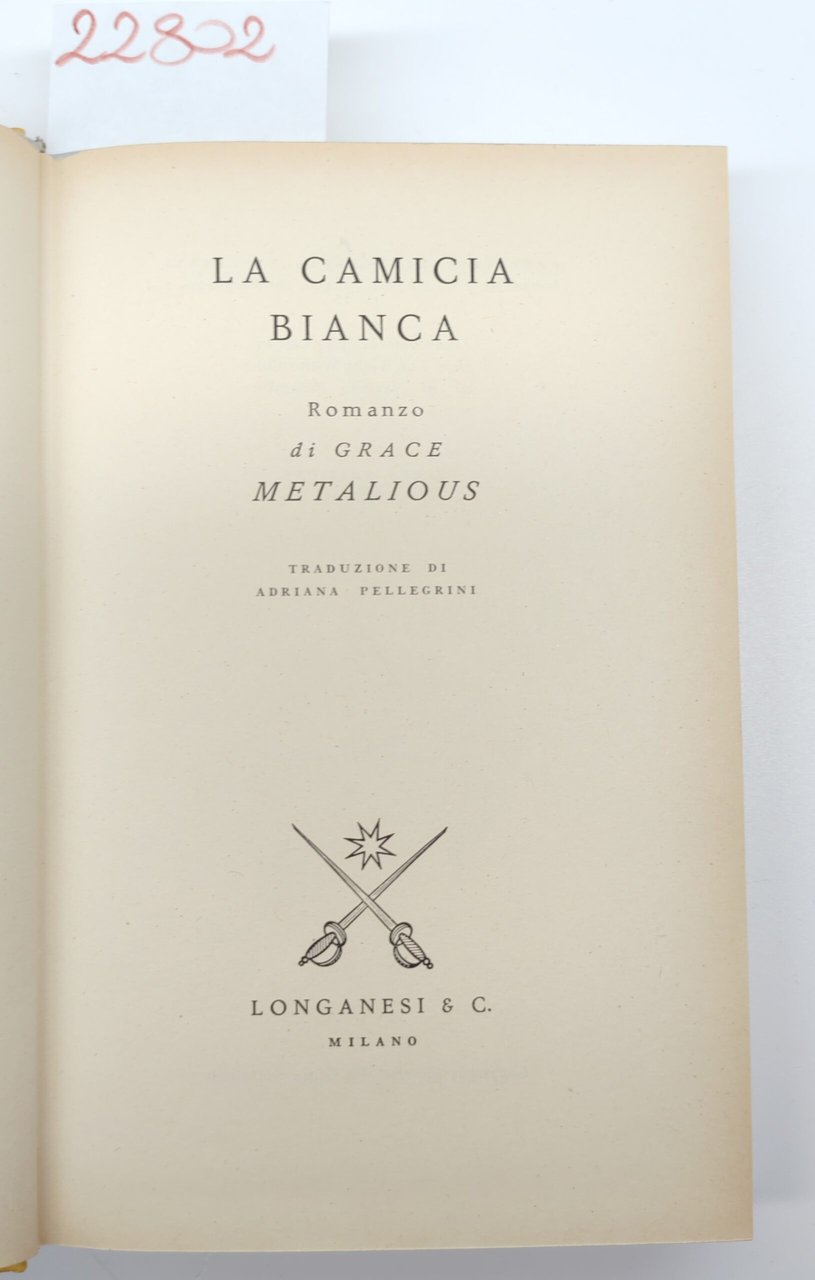 22802
LA CAMICIA
BIANCA
Romanzo
di GRACE
METALIOUS
TRADUZIONE DI
ADRIANA PELLEGRINI
LONGANESI & C.
MILANO